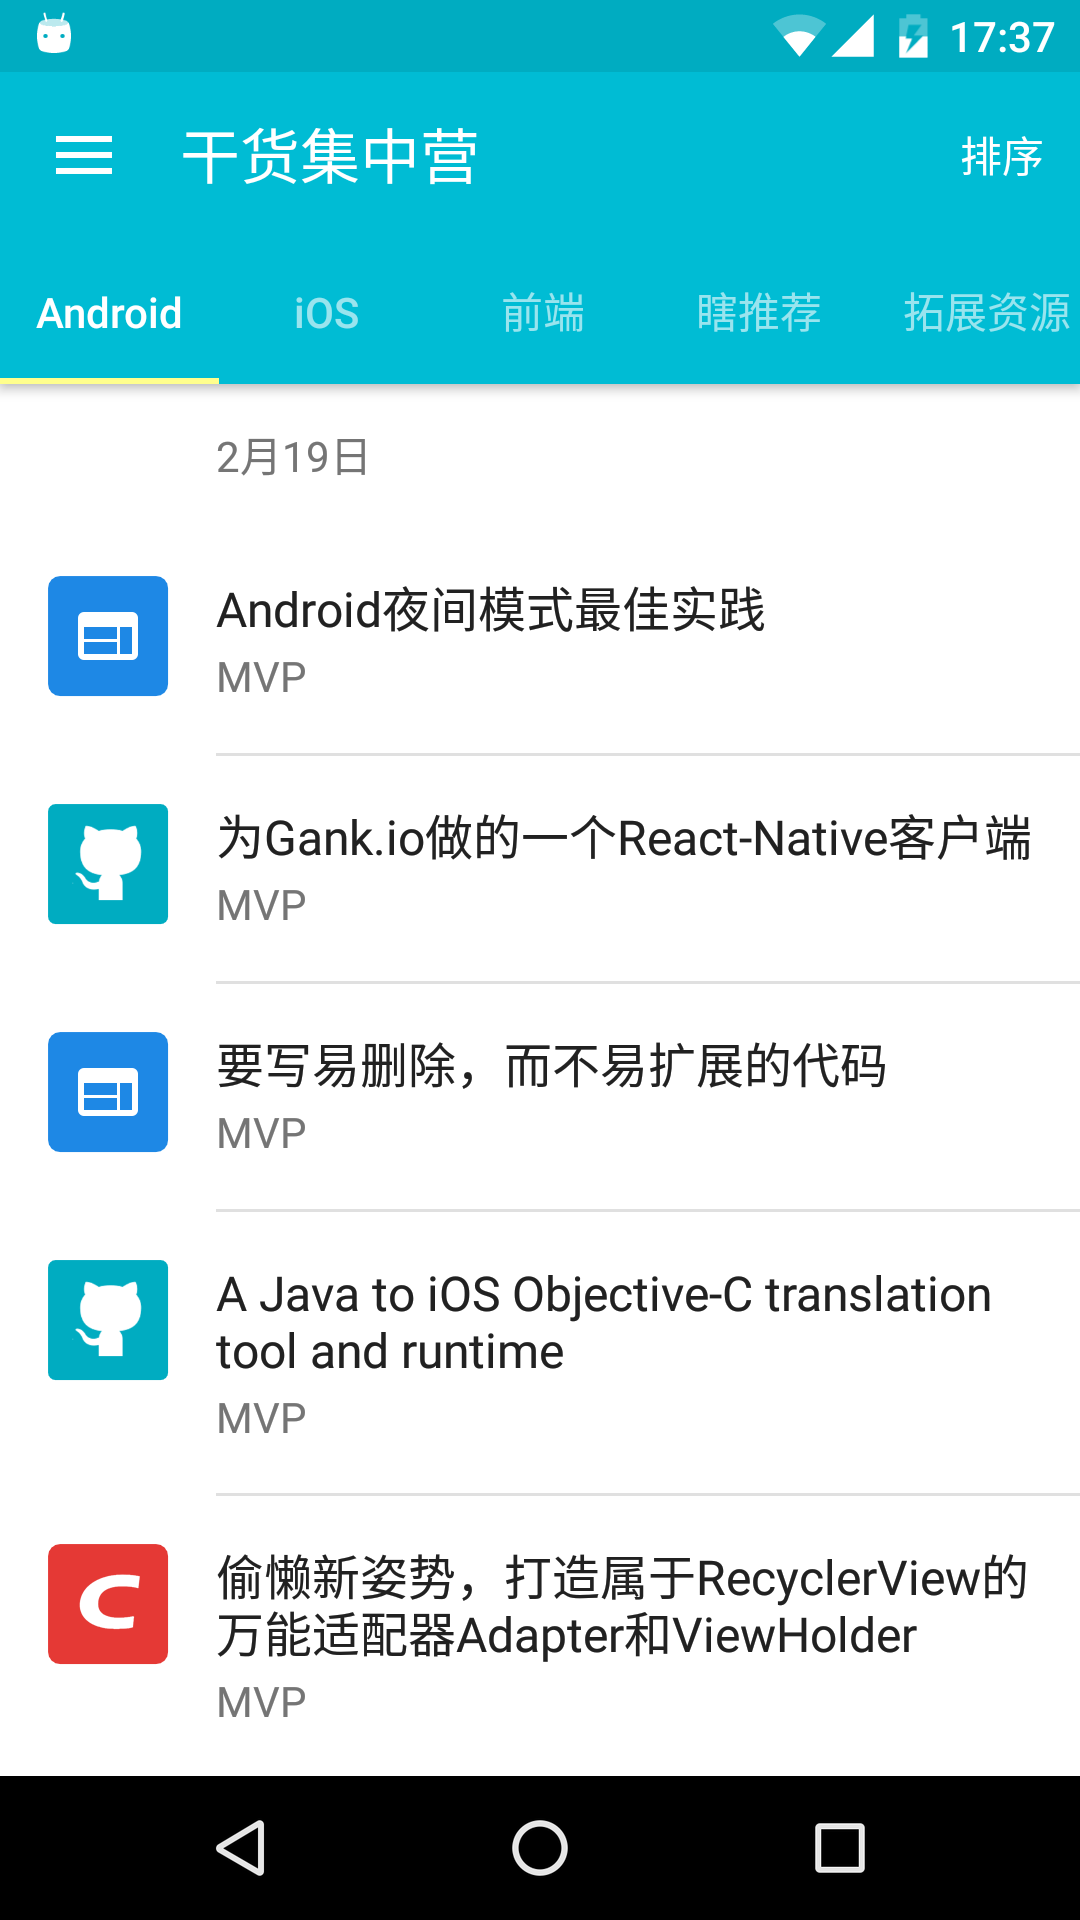 17:37
干货集中营
排序
Android
iOS
前端
瞎推荐
拓展资源
2月19日
Android夜间模式最佳实践
MVP
为Gank.io做的一个React-Native客户端
MVP
要写易删除，而不易扩展的代码
MVP
A Java to iOS Objective-C translation
tool and runtime
MVP
偷懒新姿势，打造属于RecyclerView的
万能适配器Adapter和ViewHolder
MVP